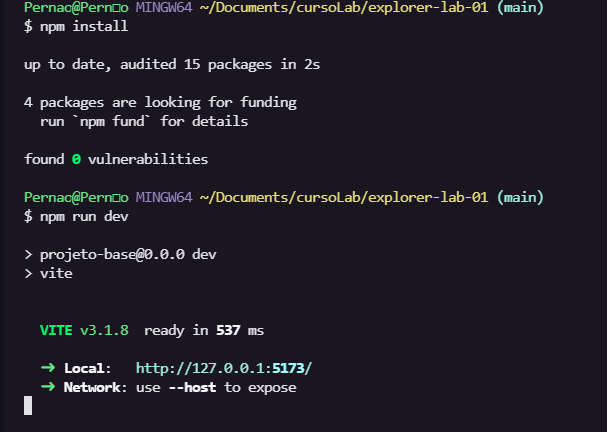 Pernac@Pern□o MINGW64 ~/Documents/cursoLab/explorer-lab-01 (main)
$ npm install
up to date, audited 15 packages in 2s
4 packages are looking for funding
run `npm fund` for details
found 0 vulnerabilities
Pernac@Pern□o MINGW64 ~/Documents/cursoLab/explorer-lab-01 (main)
$ npm run dev
> projeto-base@0.0.0 dev
> vite
VITE v3.1.8 ready in 537 ms
➜ Local: http://127.0.0.1:5173/
➜ Network: use --host to expose